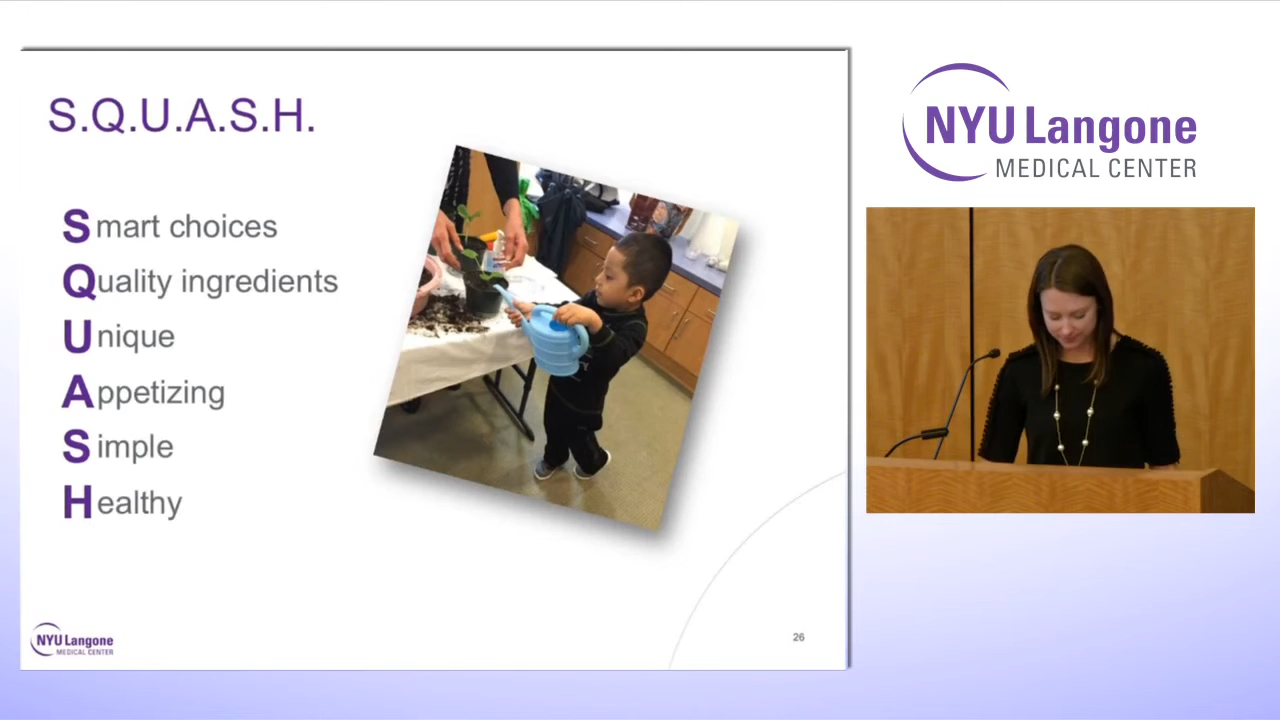 S.Q.U.A.S.H.
Smart choices
Quality ingredients
Unique
Appetizing
Simple
Healthy
NYU Langone
MEDICAL CENTER
26
NYU Langone
MEDICAL CENTER